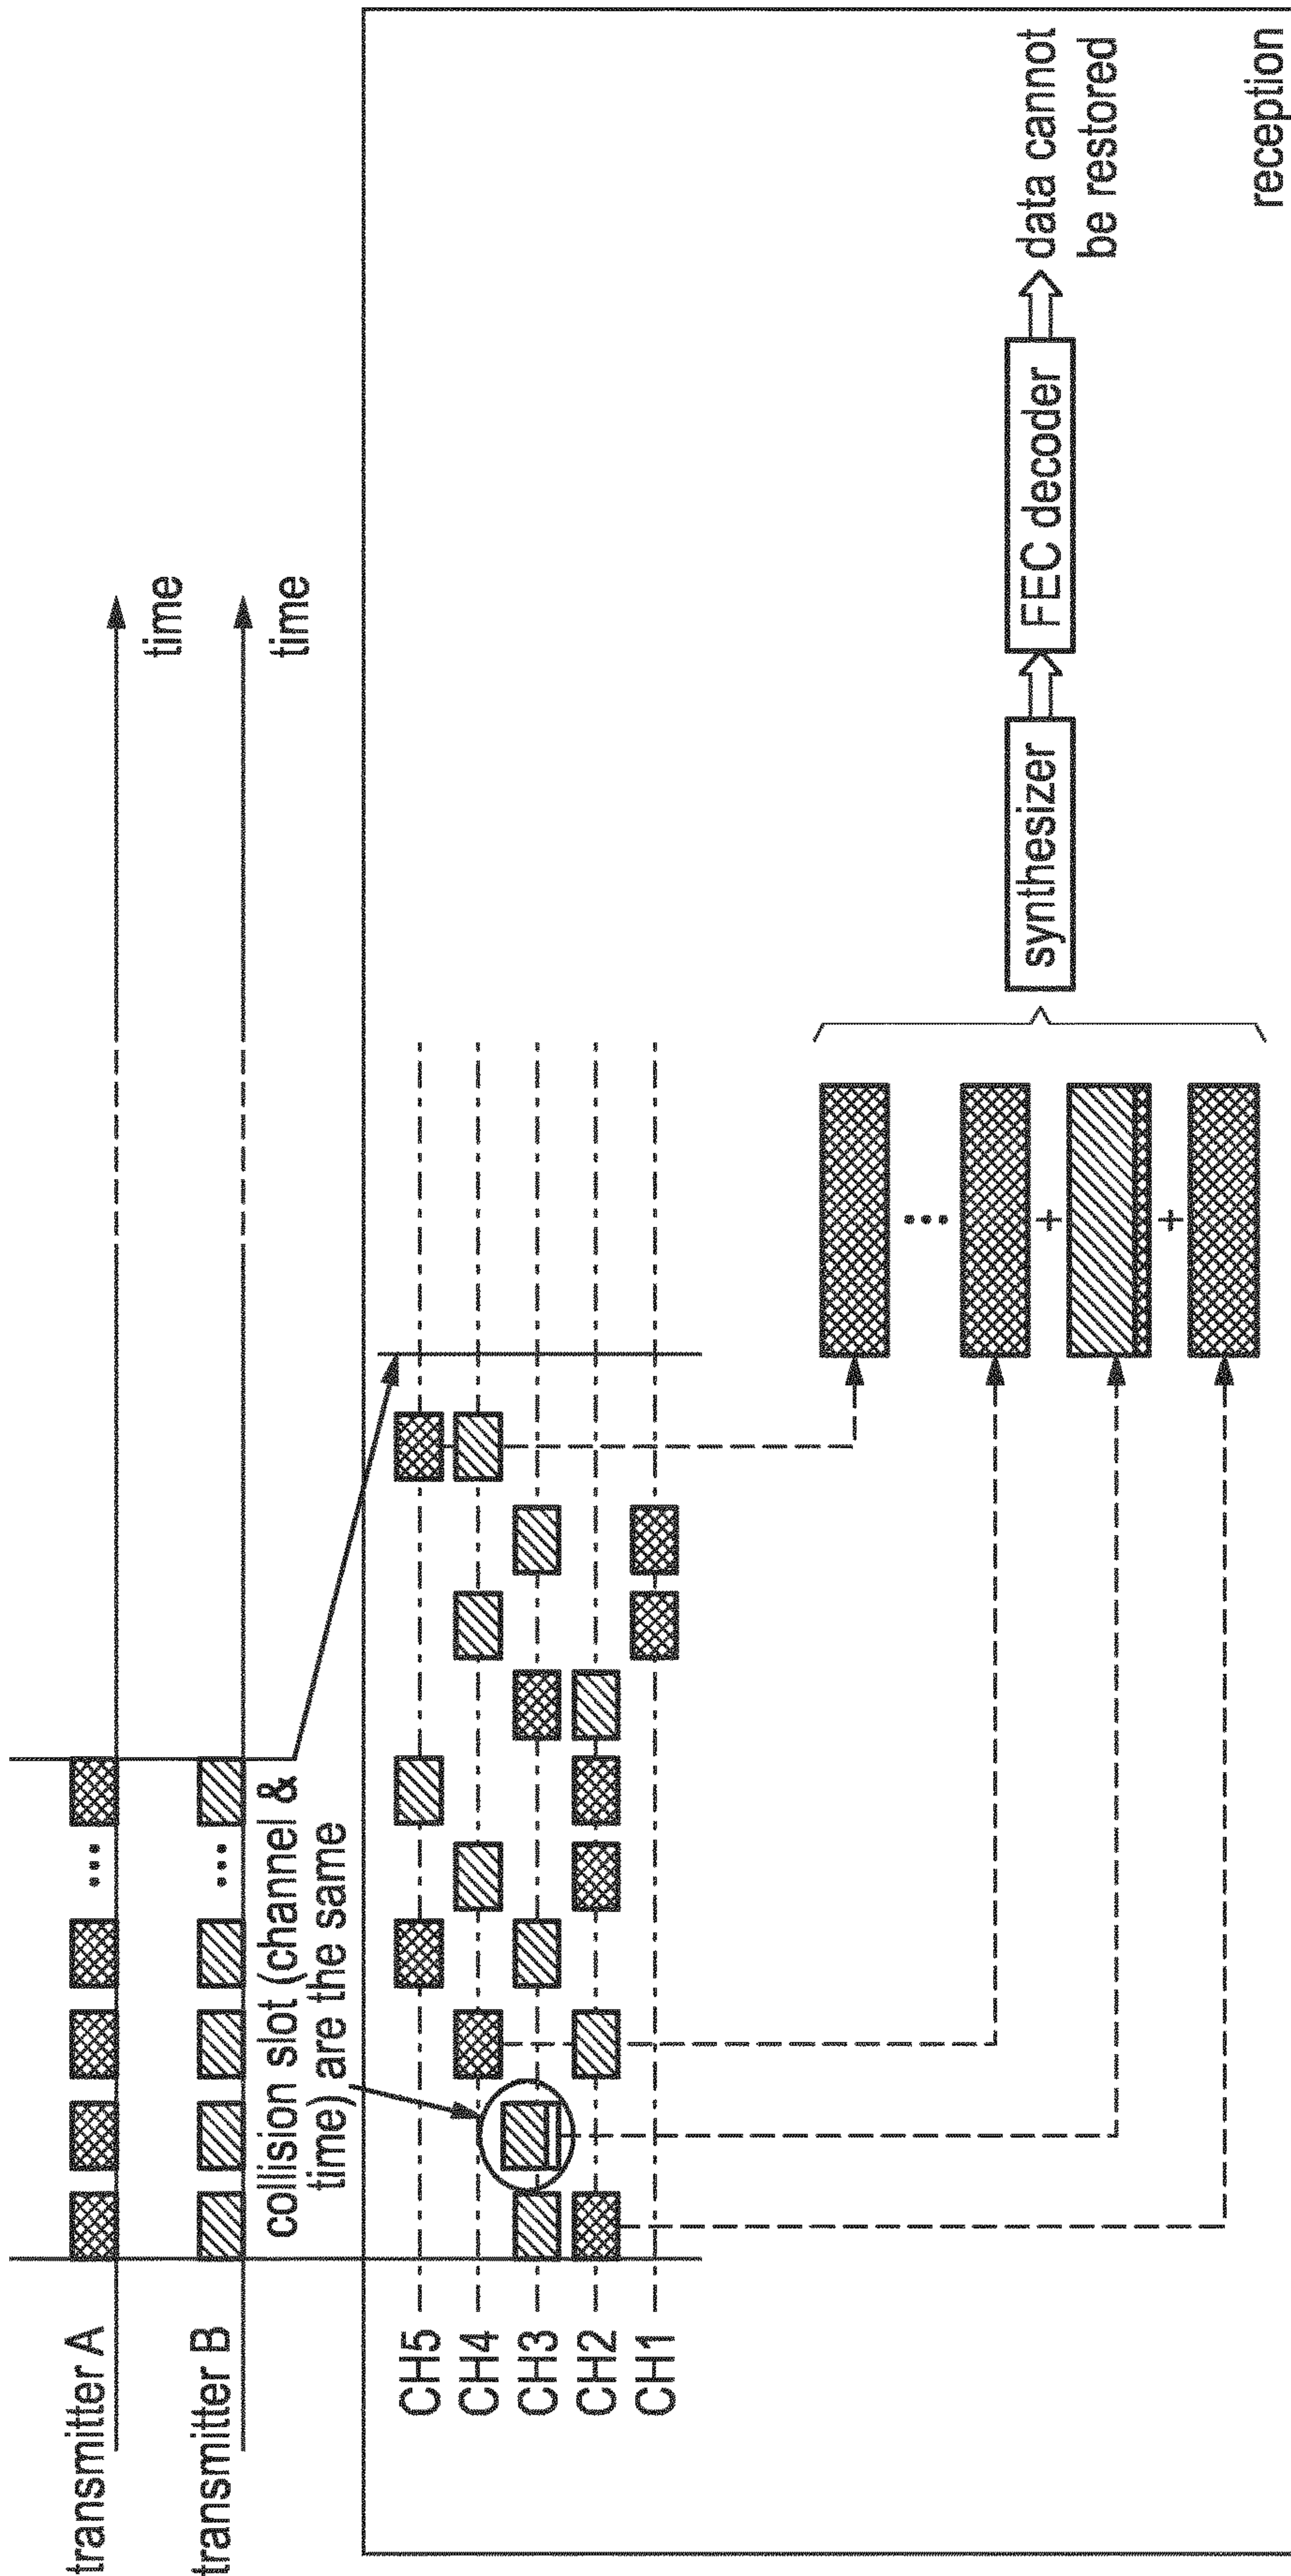 transmitter A
...
time
transmitter B
...
time
collision slot (channel &
time) are the same
CH5
CH4
CH3
CH2
CH1
...
+
+
synthesizer
FEC decoder
data cannot
be restored
reception